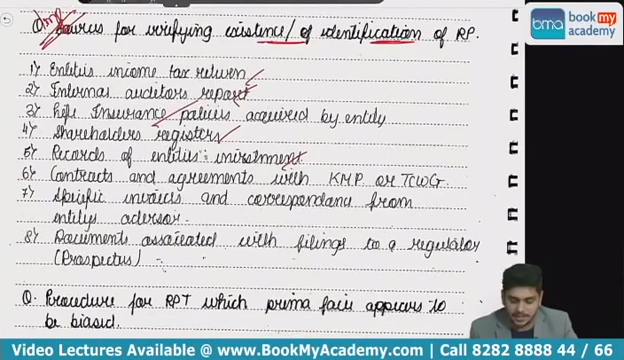 Imp
d) Sources for verifying existence/ of identification of RP.
1) Entities income tax return
2) Internal auditors report
3) Life Insurance policies acquired by entity
4) Shareholders registers
5) Records of entities investment
6) Contracts and agreements with KMP or TCWG.
7) Specific invoices and correspondance from
entitys advisor.
8) Documents associated with filings to a regulator
(Prospectus)
Q. Procedure for RPT which prima facie appears to
be biased.
bma
book my
academy
Video Lectures Available @ www.BookMyAcademy.com | Call 8282 8888 44 / 66